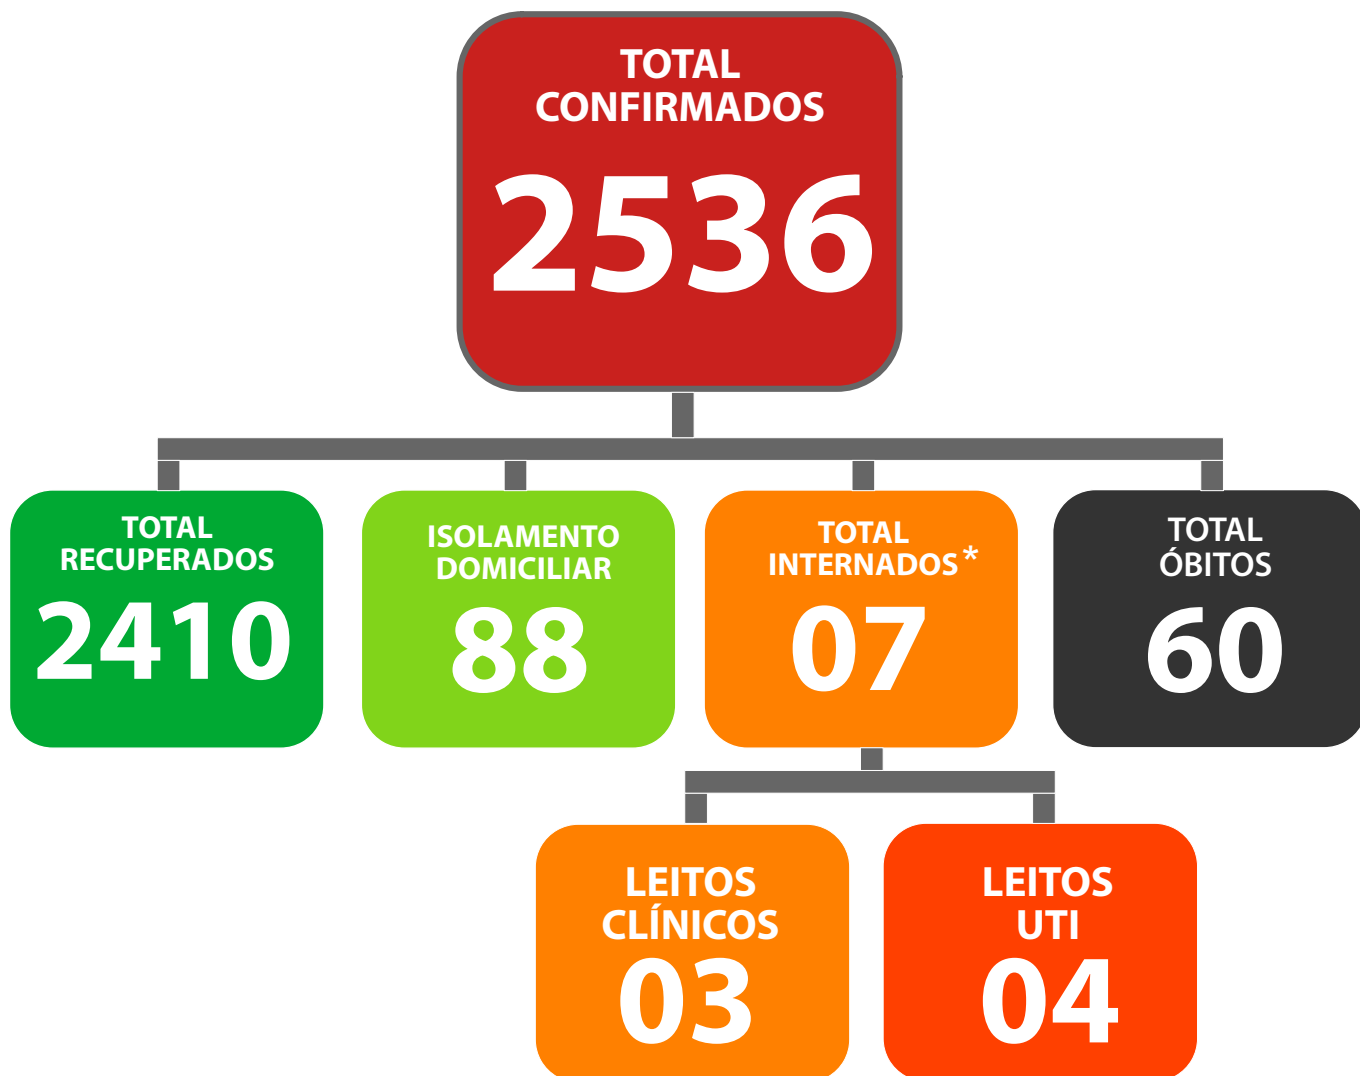 TOTAL
CONFIRMADOS
2536
TOTAL
RECUPERADOS
2410
ISOLAMENTO
DOMICILIAR
88
TOTAL
INTERNADOS*
07
TOTAL
ÓBITOS
60
LEITOS
CLÍNICOS
03
LEITOS
UTI
04